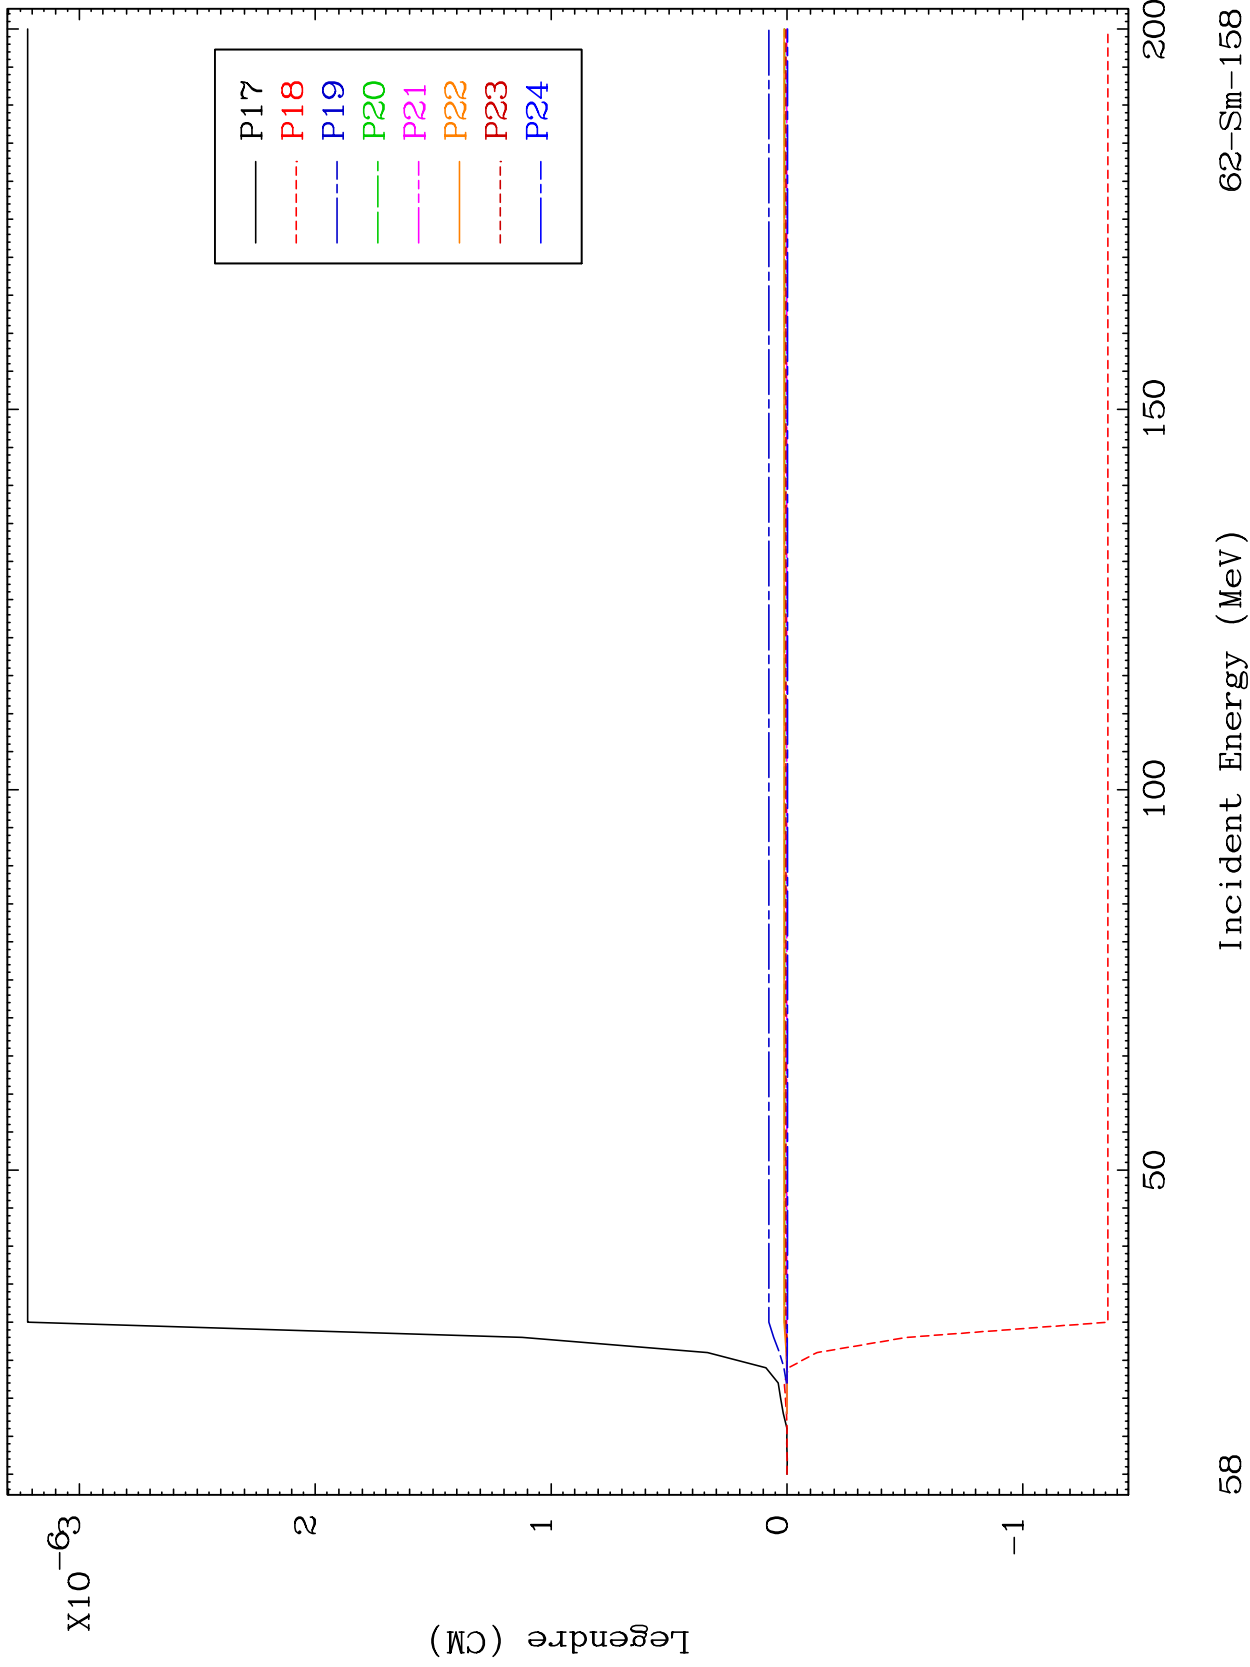 X10 -6
3
2
1
0
-1
Legendre (CM)
P17
P18
P19
P20
P21
P22
P23
P24
50
100
150
200
58
Incident Energy (MeV)
62-Sm-158